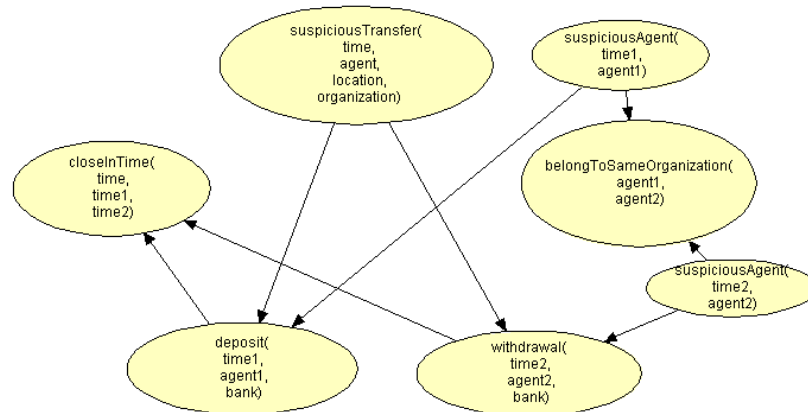 suspiciousTransfer(
time,
agent,
location,
organization)
suspiciousAgent(
time1,
agent1)
closeInTime(
time,
time1,
time2)
belongToSameOrganization(
agent1,
agent2)
suspiciousAgent(
time2,
agent2)
deposit(
time1,
agent1,
bank)
withdrawal(
time2,
agent2,
bank)